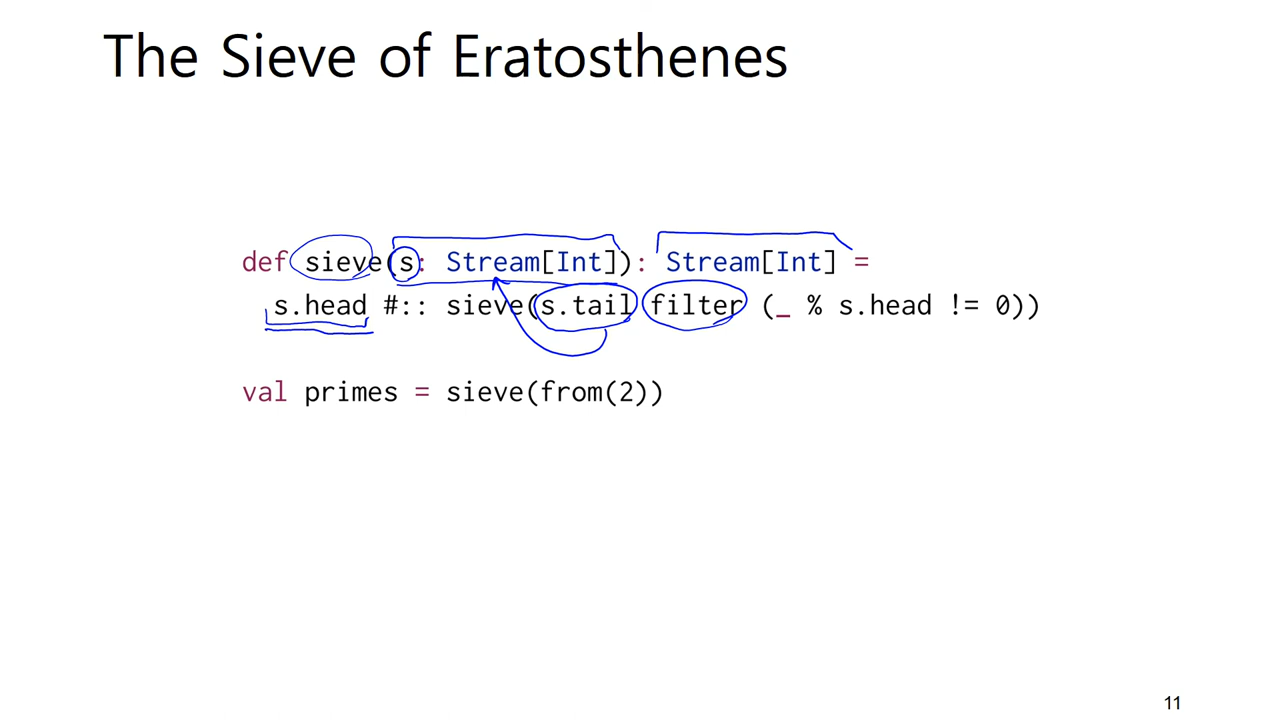 The Sieve of Eratosthenes
def sieve(s: Stream[Int]): Stream[Int] =
s.head #:: sieve(s.tail filter (_ % s.head != 0))
val primes = sieve(from(2))
11